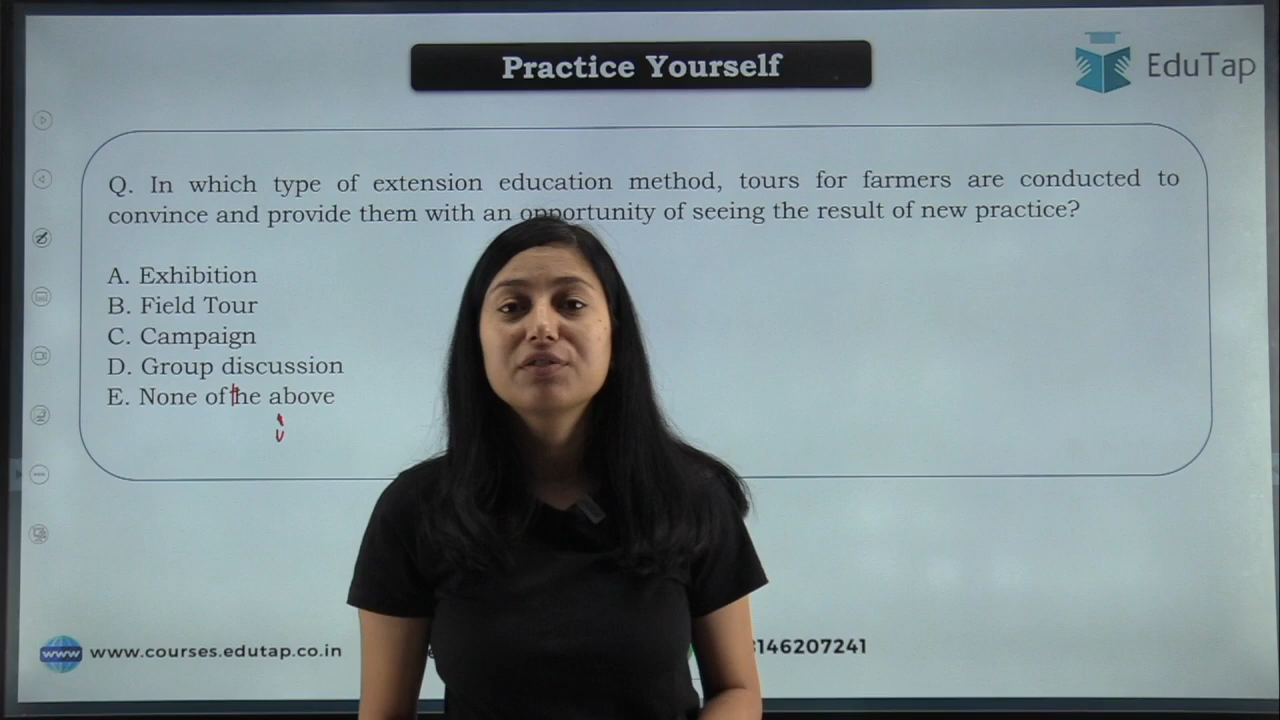 Practice Yourself
EduTap
Q. In which type of extension education method, tours for farmers are conducted to
convince and provide them with an opportunity of seeing the result of new practice?
A. Exhibition
B. Field Tour
C. Campaign
D. Group discussion
E. None of the above
www www.courses.edutap.co.in
146207241